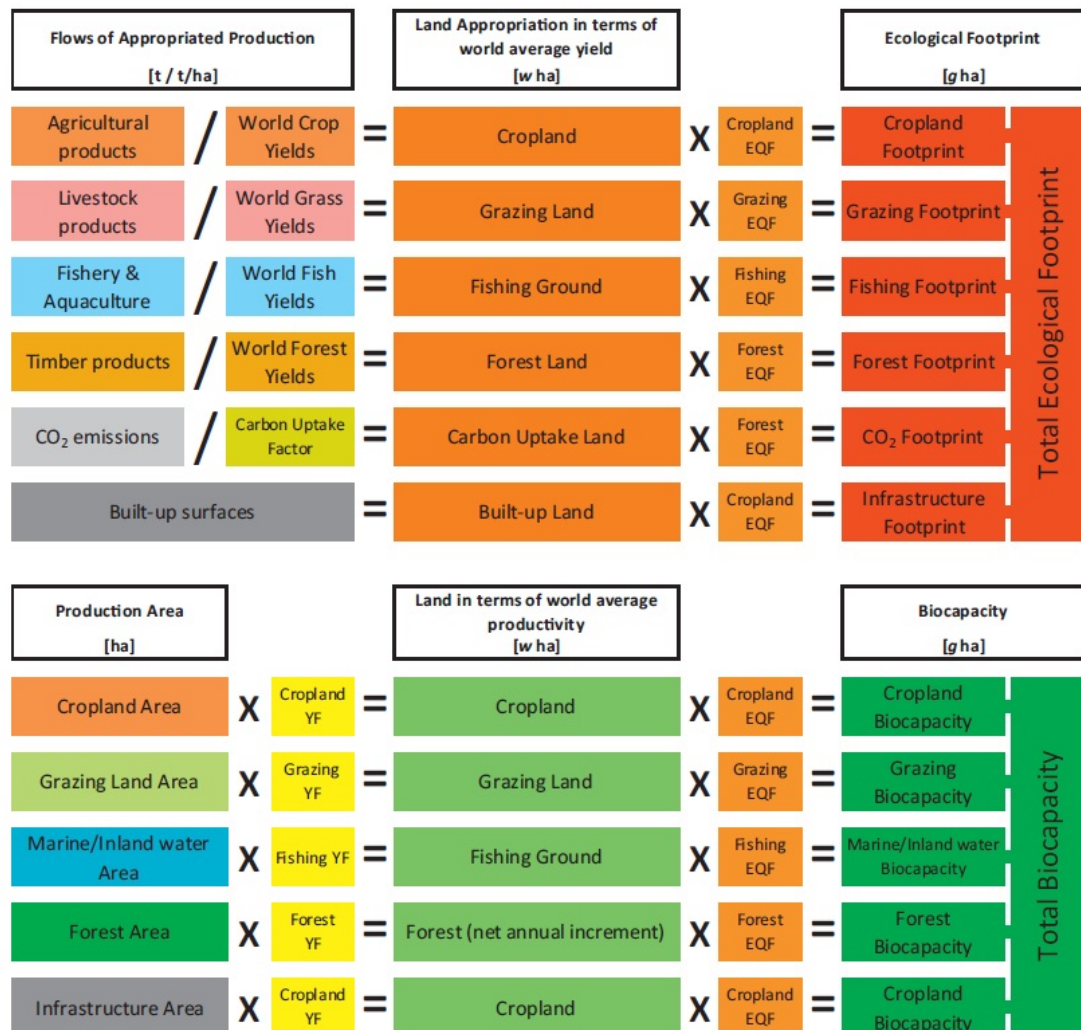 Flows of Appropriated Production
[t / t/ha]
Land Appropriation in terms of
world average yield
[w ha]
Ecological Footprint
[g ha]
Agricultural
products
/
World Crop
Yields
=
Cropland
X
Cropland
EQF
=
Cropland
Footprint
Livestock
products
/
World Grass
Yields
=
Grazing Land
X
Grazing
EQF
=
Grazing Footprint
Fishery &
Aquaculture
/
World Fish
Yields
=
Fishing Ground
X
Fishing
EQF
=
Fishing Footprint
Timber products
/
World Forest
Yields
=
Forest Land
X
Forest
EQF
=
Forest Footprint
CO₂ emissions
/
Carbon Uptake
Factor
=
Carbon Uptake Land
X
Forest
EQF
=
CO₂ Footprint
Built-up surfaces
=
Built-up Land
X
Cropland
EQF
=
Infrastructure
Footprint
Total Ecological Footprint
Production Area
[ha]
Land in terms of world average
productivity
[w ha]
Biocapacity
[g ha]
Cropland Area
X
Cropland
YF
=
Cropland
X
Cropland
EQF
=
Cropland
Biocapacity
Grazing Land Area
X
Grazing
YF
=
Grazing Land
X
Grazing
EQF
=
Grazing
Biocapacity
Marine/Inland water
Area
X
Fishing YF
=
Fishing Ground
X
Fishing
EQF
=
Marine/Inland water
Biocapacity
Forest Area
X
Forest
YF
=
Forest (net annual increment)
X
Forest
EQF
=
Forest
Biocapacity
Infrastructure Area
X
Cropland
YF
=
Cropland
X
Cropland
EQF
=
Cropland
Biocapacity
Total Biocapacity